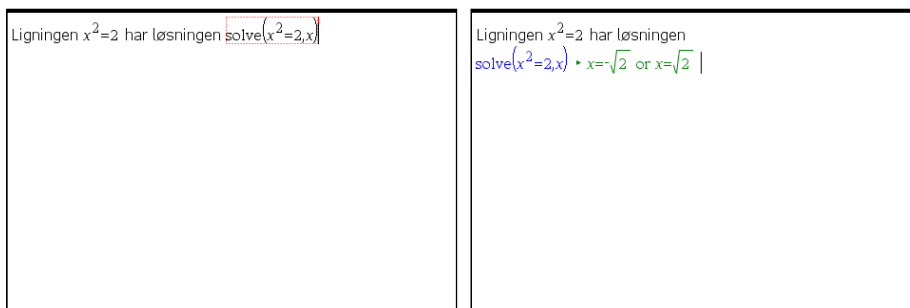 Ligningen x²=2 har løsningen solve(x²=2,x)
Ligningen x²=2 har løsningen
solve(x²=2,x) ▸ x=-√2 or x=√2